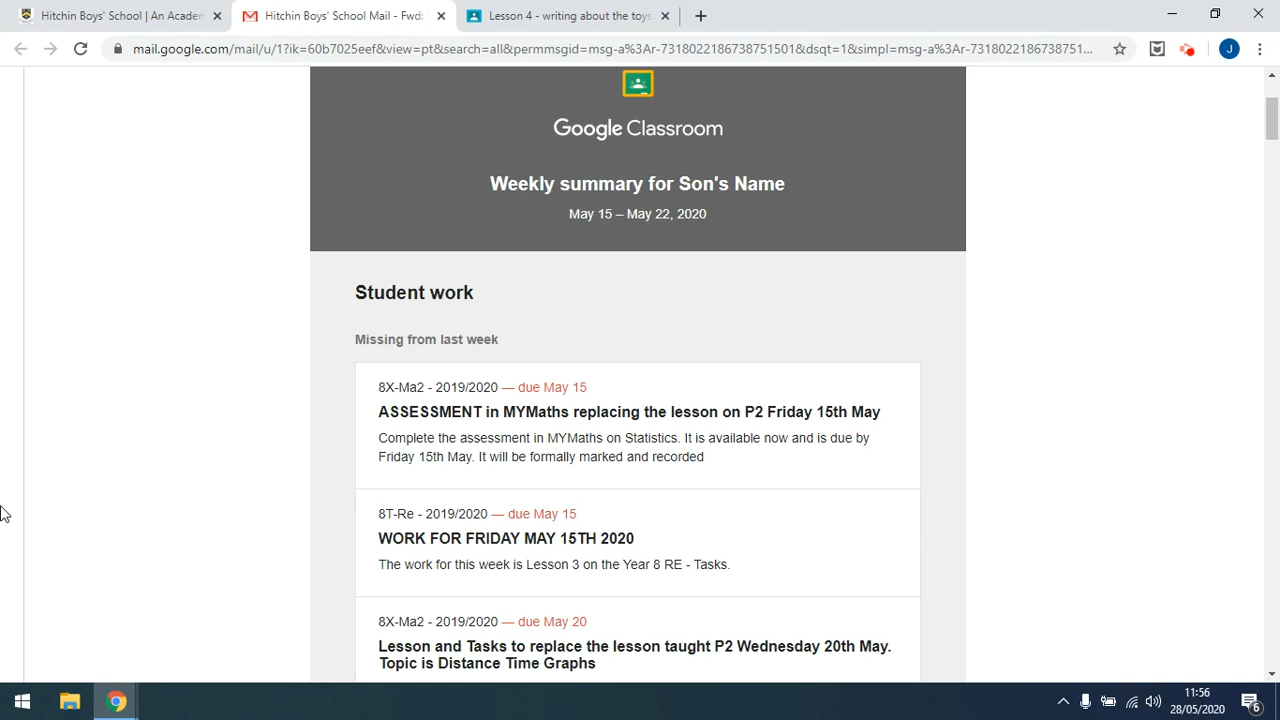 Hitchin Boys' School | An Academ
Hitchin Boys' School Mail - Fwd:
Lesson 4 - writing about the toys
mail.google.com/mail/u/1?ik=60b7025eef&view=pt&search=all&permmsgid=msg-a%3Ar-7318022186738751501&dsqt=1&simpl=msg-a%3Ar-7318022186738751...
J
Google Classroom
Weekly summary for Son's Name
May 15 – May 22, 2020
Student work
Missing from last week
8X-Ma2 - 2019/2020 — due May 15
ASSESSMENT in MYMaths replacing the lesson on P2 Friday 15th May
Complete the assessment in MYMaths on Statistics. It is available now and is due by
Friday 15th May. It will be formally marked and recorded
8T-Re - 2019/2020 — due May 15
WORK FOR FRIDAY MAY 15TH 2020
The work for this week is Lesson 3 on the Year 8 RE - Tasks.
8X-Ma2 - 2019/2020 — due May 20
Lesson and Tasks to replace the lesson taught P2 Wednesday 20th May.
Topic is Distance Time Graphs
11:56
28/05/2020
6